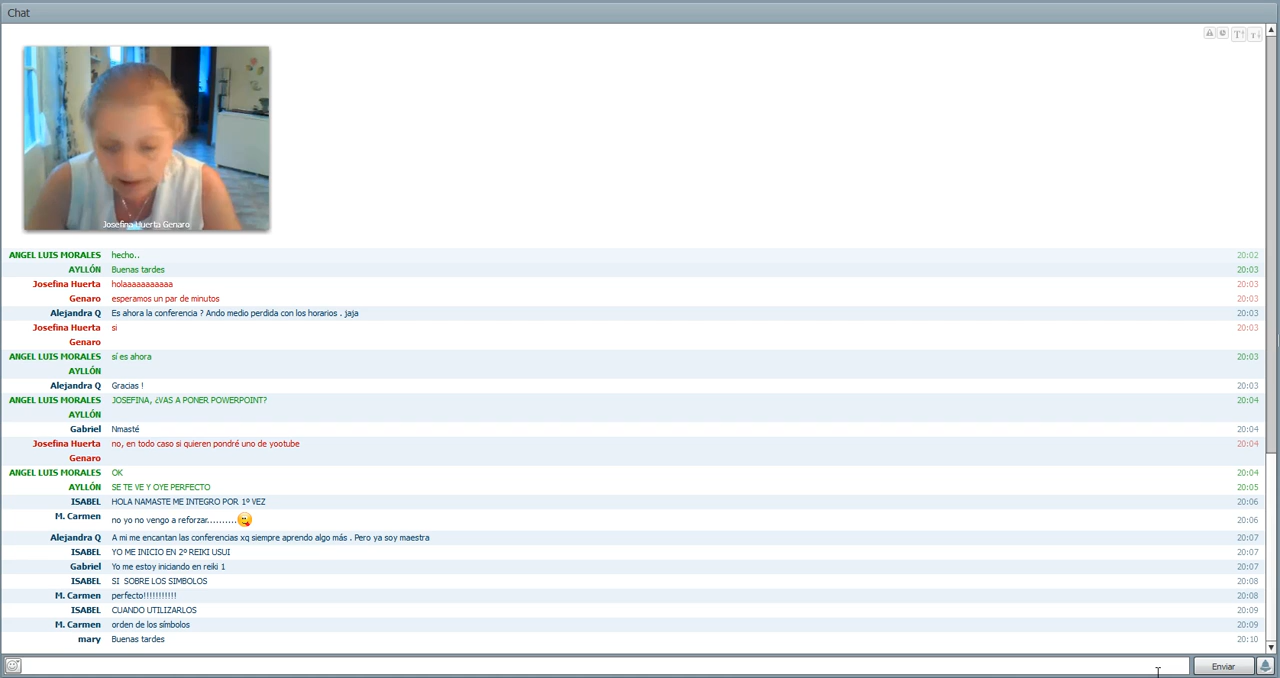 Chat
Josefina Huerta Genaro
ANGEL LUIS MORALES hecho.. 20:02
AYLLÓN Buenas tardes 20:03
Josefina Huerta holaaaaaaaaaaa 20:03
Genaro esperamos un par de minutos 20:03
Alejandra Q Es ahora la conferencia ? Ando medio perdida con los horarios . jaja 20:03
Josefina Huerta si 20:03
Genaro
ANGEL LUIS MORALES sí es ahora 20:03
AYLLÓN
Alejandra Q Gracias ! 20:03
ANGEL LUIS MORALES JOSEFINA, ¿VAS A PONER POWERPOINT? 20:04
AYLLÓN
Gabriel Nmasté 20:04
Josefina Huerta no, en todo caso si quieren pondré uno de yootube 20:04
Genaro
ANGEL LUIS MORALES OK 20:04
AYLLÓN SE TE VE Y OYE PERFECTO 20:05
ISABEL HOLA NAMASTE ME INTEGRO POR 1º VEZ 20:06
M. Carmen no yo no vengo a reforzar.......... 20:06
Alejandra Q A mi me encantan las conferencias xq siempre aprendo algo más . Pero ya soy maestra 20:07
ISABEL YO ME INICIO EN 2º REIKI USUI 20:07
Gabriel Yo me estoy iniciando en reiki 1 20:07
ISABEL SI SOBRE LOS SIMBOLOS 20:08
M. Carmen perfecto!!!!!!!!!!! 20:08
ISABEL CUANDO UTILIZARLOS 20:09
M. Carmen orden de los símbolos 20:09
mary Buenas tardes 20:10
Enviar